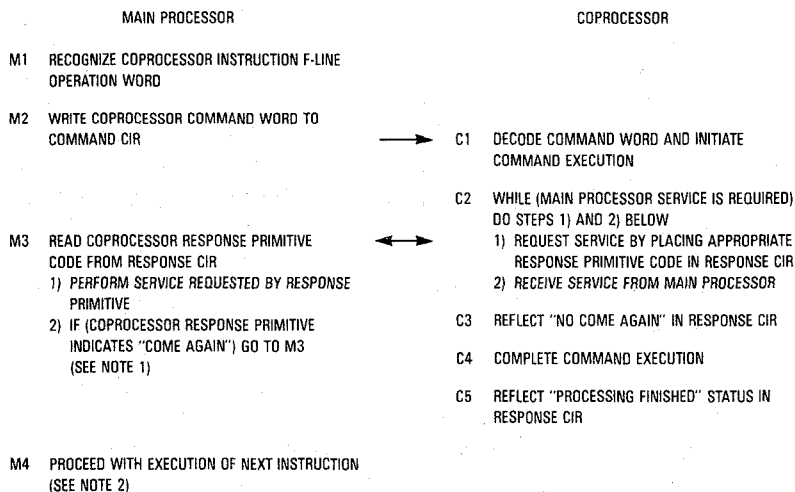 MAIN PROCESSOR
M1 RECOGNIZE COPROCESSOR INSTRUCTION F-LINE
OPERATION WORD
M2 WRITE COPROCESSOR COMMAND WORD TO
COMMAND CIR
M3 READ COPROCESSOR RESPONSE PRIMITIVE
CODE FROM RESPONSE CIR
1) PERFORM SERVICE REQUESTED BY RESPONSE
PRIMITIVE
2) IF (COPROCESSOR RESPONSE PRIMITIVE
INDICATES "COME AGAIN") GO TO M3
(SEE NOTE 1)
M4 PROCEED WITH EXECUTION OF NEXT INSTRUCTION
(SEE NOTE 2)
COPROCESSOR
C1 DECODE COMMAND WORD AND INITIATE
COMMAND EXECUTION
C2 WHILE (MAIN PROCESSOR SERVICE IS REQUIRED)
DO STEPS 1) AND 2) BELOW
1) REQUEST SERVICE BY PLACING APPROPRIATE
RESPONSE PRIMITIVE CODE IN RESPONSE CIR
2) RECEIVE SERVICE FROM MAIN PROCESSOR
C3 REFLECT "NO COME AGAIN" IN RESPONSE CIR
C4 COMPLETE COMMAND EXECUTION
C5 REFLECT "PROCESSING FINISHED" STATUS IN
RESPONSE CIR